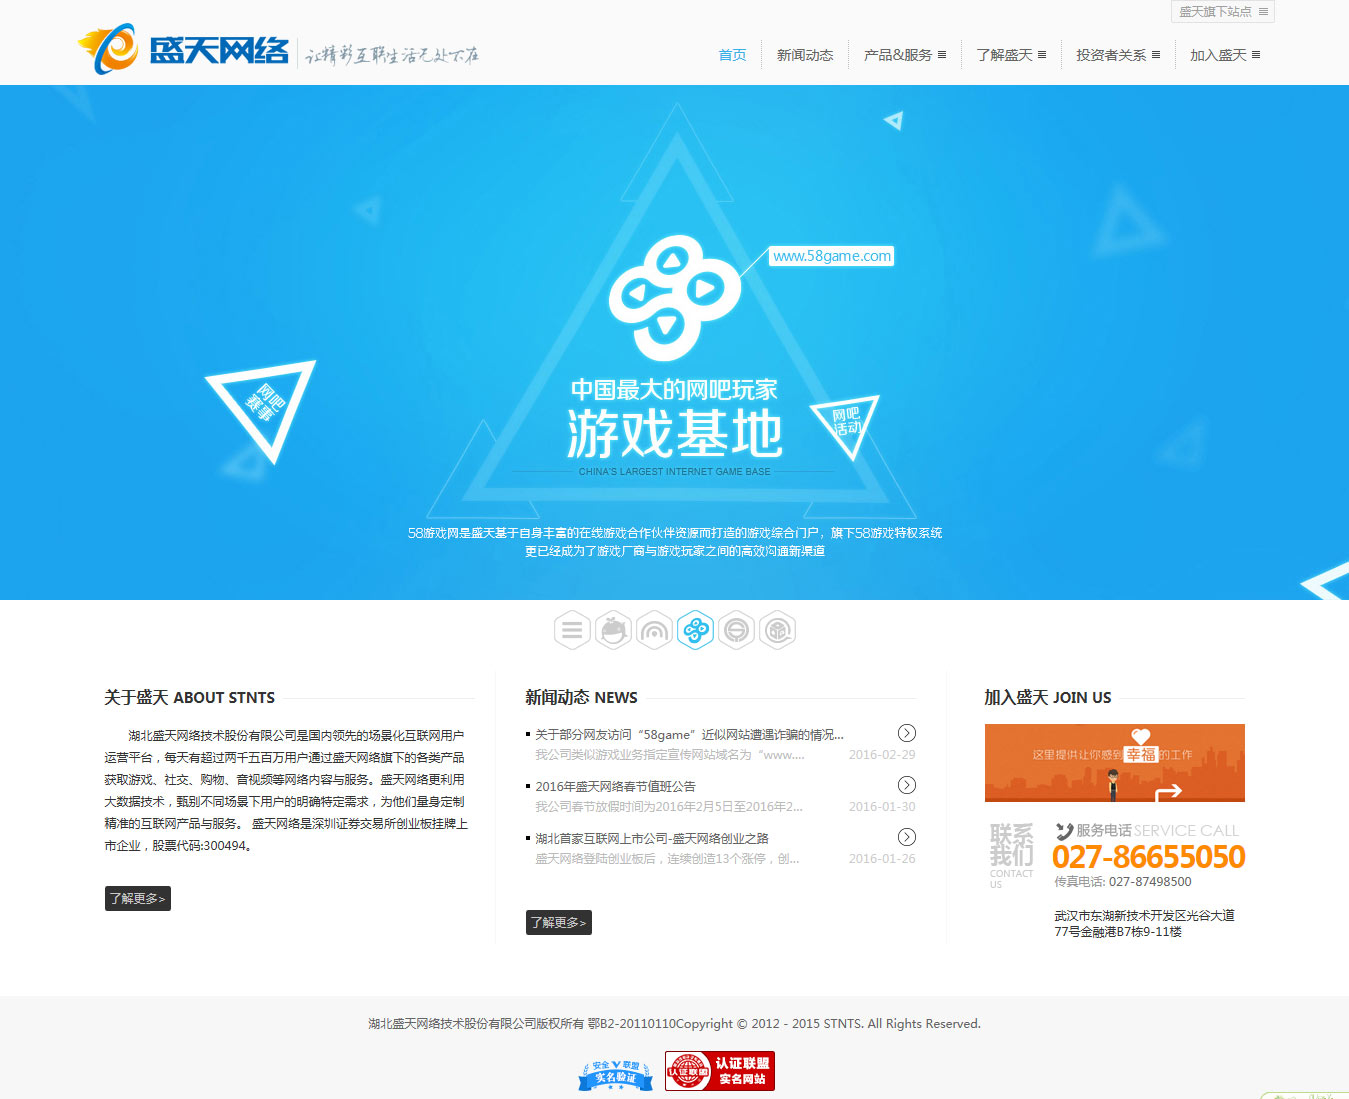 盛天旗下站点
盛天网络
让精彩互联生活无处不在
首页
新闻动态
产品&服务
了解盛天
投资者关系
加入盛天
www.58game.com
网吧
赛事
中国最大的网吧玩家
游戏基地
网吧
活动
CHINA'S LARGEST INTERNET GAME BASE
58游戏网是盛天基于自身丰富的在线游戏合作伙伴资源而打造的游戏综合门户，旗下58游戏特权系统
更已经成为了游戏厂商与游戏玩家之间的高效沟通新渠道
关于盛天 ABOUT STNTS
湖北盛天网络技术股份有限公司是国内领先的场景化互联网用户
运营平台，每天有超过两千五百万用户通过盛天网络旗下的各类产品
获取游戏、社交、购物、音视频等网络内容与服务。盛天网络更利用
大数据技术，甄别不同场景下用户的明确特定需求，为他们量身定制
精准的互联网产品与服务。 盛天网络是深圳证券交易所创业板挂牌上
市企业，股票代码:300494。
了解更多>
新闻动态 NEWS
关于部分网友访问“58game”近似网站遭遇诈骗的情况...
我公司类似游戏业务指定宣传网站域名为“www.... 2016-02-29
2016年盛天网络春节值班公告
我公司春节放假时间为2016年2月5日至2016年2... 2016-01-30
湖北首家互联网上市公司-盛天网络创业之路
盛天网络登陆创业板后，连续创造13个涨停，创... 2016-01-26
了解更多>
加入盛天 JOIN US
这里提供让你感到幸福的工作
联系
我们
CONTACT
US
服务电话 SERVICE CALL
027-86655050
传真电话: 027-87498500
武汉市东湖新技术开发区光谷大道
77号金融港B7栋9-11楼
湖北盛天网络技术股份有限公司版权所有 鄂B2-20110110Copyright © 2012 - 2015 STNTS. All Rights Reserved.
安全 联盟
实名验证
认证联盟
认证联盟
实名网站